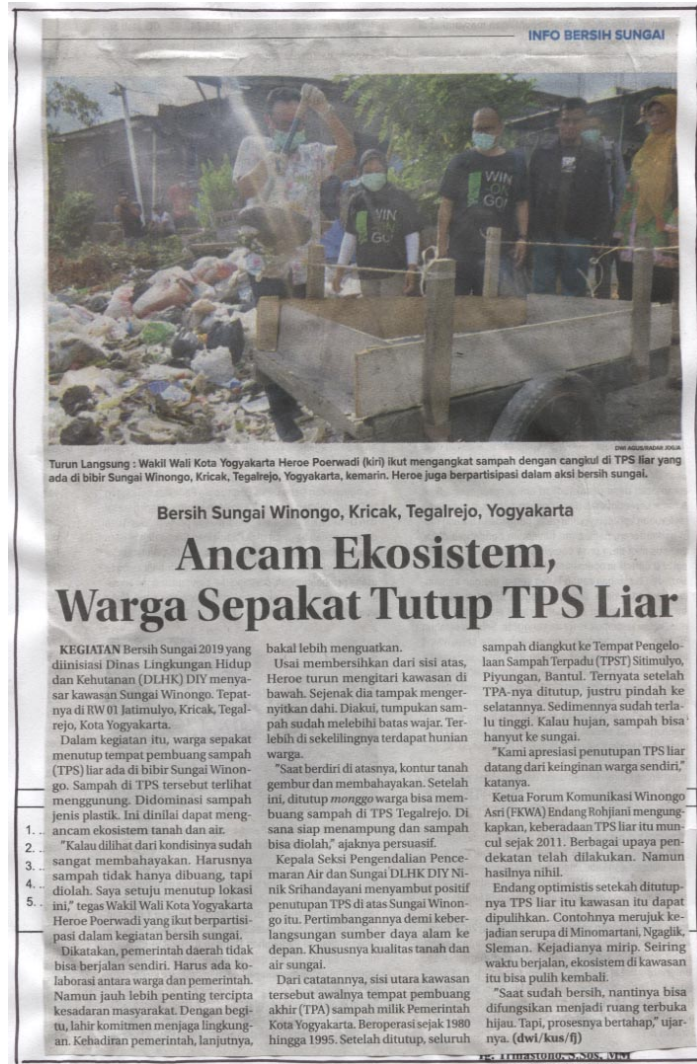 INFO BERSIH SUNGAI
WIN
ON
GO!
WIN
ON
GO!
DWI AGUS/RADAR JOGJA
Turun Langsung : Wakil Wali Kota Yogyakarta Heroe Poerwadi (kiri) ikut mengangkat sampah dengan cangkul di TPS liar yang
ada di bibir Sungai Winongo, Kricak, Tegalrejo, Yogyakarta, kemarin. Heroe juga berpartisipasi dalam aksi bersih sungai.
Bersih Sungai Winongo, Kricak, Tegalrejo, Yogyakarta
Ancam Ekosistem,
Warga Sepakat Tutup TPS Liar
KEGIATAN Bersih Sungai 2019 yang
diinisiasi Dinas Lingkungan Hidup
dan Kehutanan (DLHK) DIY menya-
sar kawasan Sungai Winongo. Tepat-
nya di RW 01 Jatimulyo, Kricak, Tegal-
rejo, Kota Yogyakarta.
Dalam kegiatan itu, warga sepakat
menutup tempat pembuang sampah
(TPS) liar ada di bibir Sungai Winon-
go. Sampah di TPS tersebut terlihat
menggunung. Didominasi sampah
jenis plastik. Ini dinilai dapat meng-
ancam ekosistem tanah dan air.
"Kalau dilihat dari kondisinya sudah
sangat membahayakan. Harusnya
sampah tidak hanya dibuang, tapi
diolah. Saya setuju menutup lokasi
ini," tegas Wakil Wali Kota Yogyakarta
Heroe Poerwadi yang ikut berpartisi-
pasi dalam kegiatan bersih sungai.
Dikatakan, pemerintah daerah tidak
bisa berjalan sendiri. Harus ada ko-
laborasi antara warga dan pemerintah.
Namun jauh lebih penting tercipta
kesadaran masyarakat. Dengan begi-
tu, lahir komitmen menjaga lingkung-
an. Kehadiran pemerintah, lanjutnya,
bakal lebih menguatkan.
Usai membersihkan dari sisi atas,
Heroe turun mengitari kawasan di
bawah. Sejenak dia tampak menger-
nyitkan dahi. Diakui, tumpukan sam-
pah sudah melebihi batas wajar. Ter-
lebih di sekelilingnya terdapat hunian
warga.
"Saat berdiri di atasnya, kontur tanah
gembur dan membahayakan. Setelah
ini, ditutup monggo warga bisa mem-
buang sampah di TPS Tegalrejo. Di
sana siap menampung dan sampah
bisa diolah," ajaknya persuasif.
Kepala Seksi Pengendalian Pence-
maran Air dan Sungai DLHK DIY Ni-
nik Srihandayani menyambut positif
penutupan TPS di atas Sungai Winon-
go itu. Pertimbangannya demi keber-
langsungan sumber daya alam ke
depan. Khususnya kualitas tanah dan
air sungai.
Dari catatannya, sisi utara kawasan
tersebut awalnya tempat pembuang
akhir (TPA) sampah milik Pemerintah
Kota Yogyakarta. Beroperasi sejak 1980
hingga 1995. Setelah ditutup, seluruh
sampah diangkut ke Tempat Pengelo-
laan Sampah Terpadu (TPST) Sitimulyo,
Piyungan, Bantul. Ternyata setelah
TPA-nya ditutup, justru pindah ke
selatannya. Sedimennya sudah terla-
lu tinggi. Kalau hujan, sampah bisa
hanyut ke sungai.
"Kami apresiasi penutupan TPS liar
datang dari keinginan warga sendiri,"
katanya.
Ketua Forum Komunikasi Winongo
Asri (FKWA) Endang Rohjiani mengung-
kapkan, keberadaan TPS liar itu mun-
cul sejak 2011. Berbagai upaya pen-
dekatan telah dilakukan. Namun
hasilnya nihil.
Endang optimistis setekah ditutup-
nya TPS liar itu kawasan itu dapat
dipulihkan. Contohnya merujuk ke-
jadian serupa di Minomartani, Ngaglik,
Sleman. Kejadianya mirip. Seiring
waktu berjalan, ekosistem di kawasan
itu bisa pulih kembali.
"Saat sudah bersih, nantinya bisa
difungsikan menjadi ruang terbuka
hijau. Tapi, prosesnya bertahap," ujar-
nya. (dwi/kus/fj)
1. ..
2. ..
3. ..
4. ..
5. ..